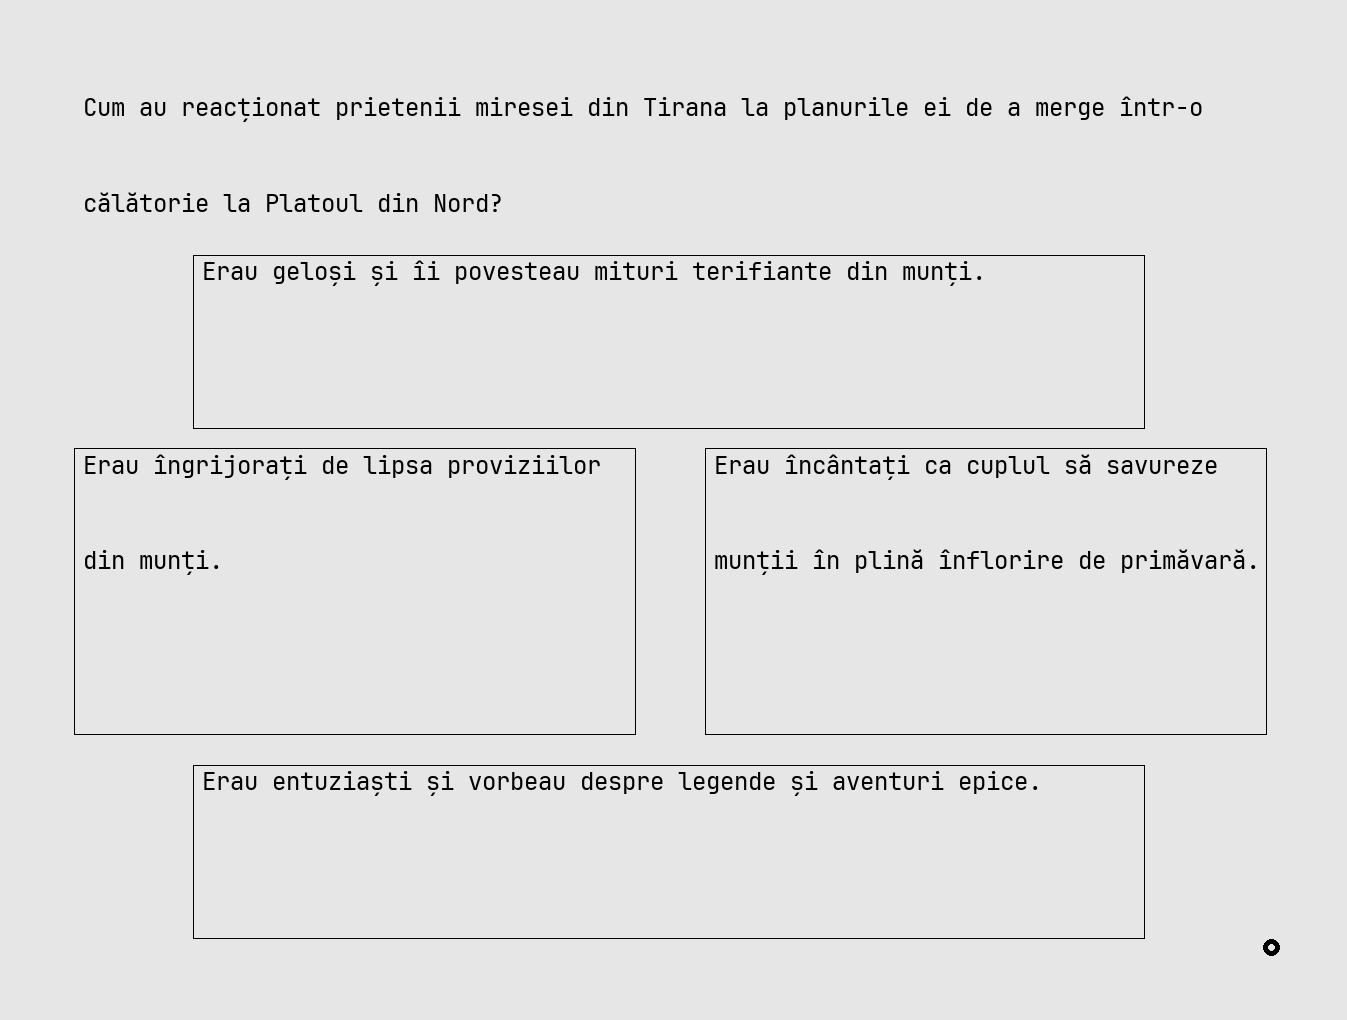 Cum au reacționat prietenii miresei din Tirana la planurile ei de a merge într-o
călătorie la Platoul din Nord?
Erau geloși și îi povesteau mituri terifiante din munți.
Erau îngrijorați de lipsa proviziilor
din munți.
Erau încântați ca cuplul să savureze
munții în plină înflorire de primăvară.
Erau entuziaști și vorbeau despre legende și aventuri epice.